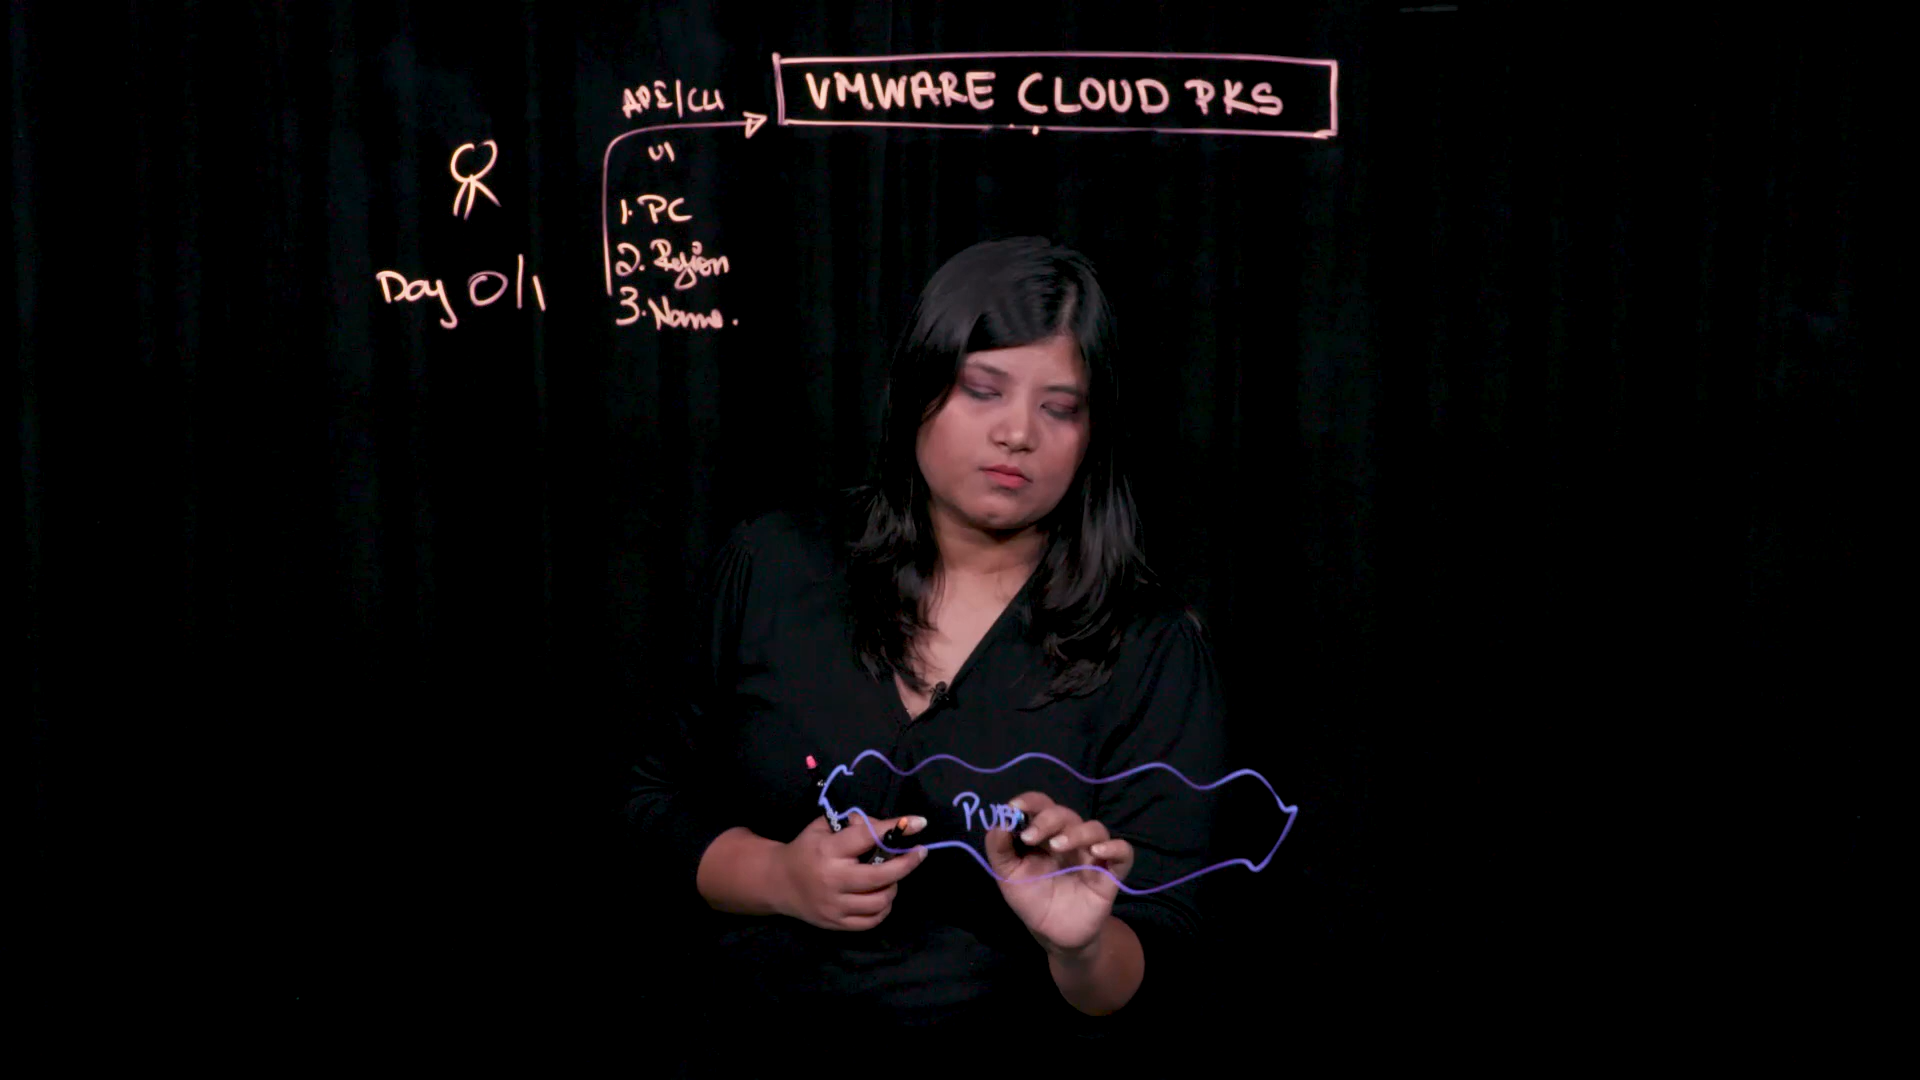 VMWARE CLOUD PKS
API/CLI
UI
1. PC
2. Region
3. Name.
Day 0/1
PUB